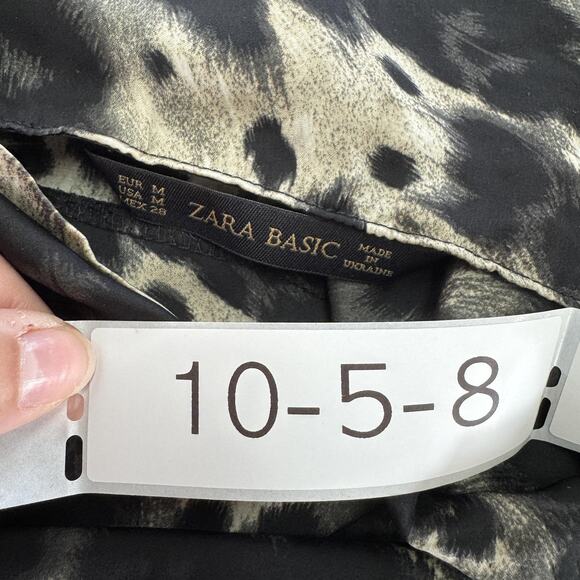 EUR M
USA M
MEX 28
ZARA BASIC
MADE
IN
UKRAINE
10-5-8